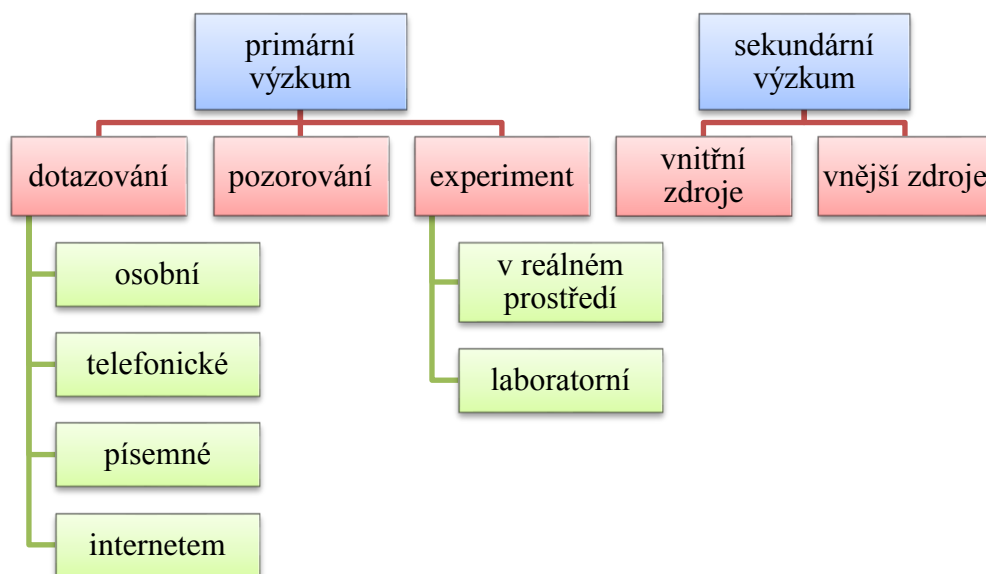 primární
výzkum
sekundární
výzkum
dotazování
pozorování
experiment
vnitřní
zdroje
vnější zdroje
osobní
telefonické
písemné
internetem
v reálném
prostředí
laboratorní